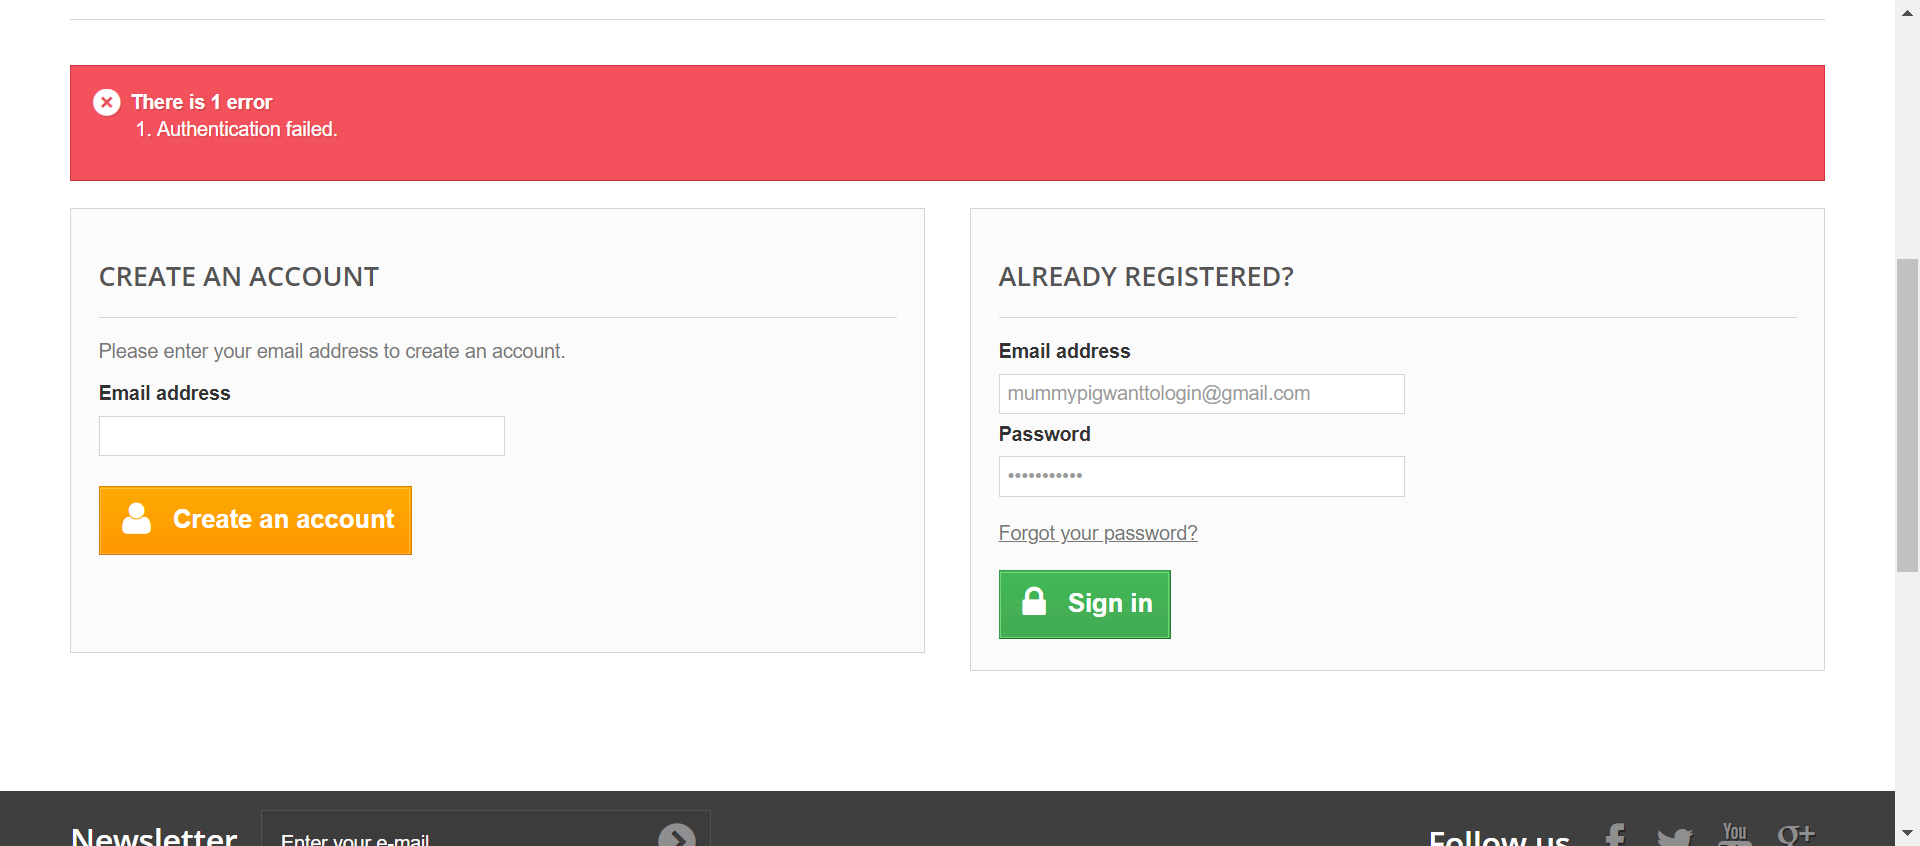 There is 1 error
1. Authentication failed.
CREATE AN ACCOUNT
Please enter your email address to create an account.
Email address
Create an account
ALREADY REGISTERED?
Email address
mummypigwanttologin@gmail.com
Password
•••••••••••
Forgot your password?
Sign in
Newsletter
Enter your e-mail
Follow us
You
g+